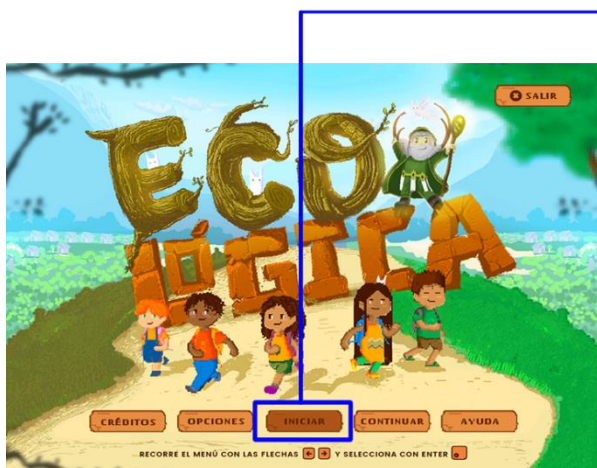 SALIR
ECO
LÓGICA
CRÉDITOS OPCIONES INICIAR CONTINUAR AYUDA
RECORRE EL MENÚ CON LAS FLECHAS Y SELECCIONA CON ENTER